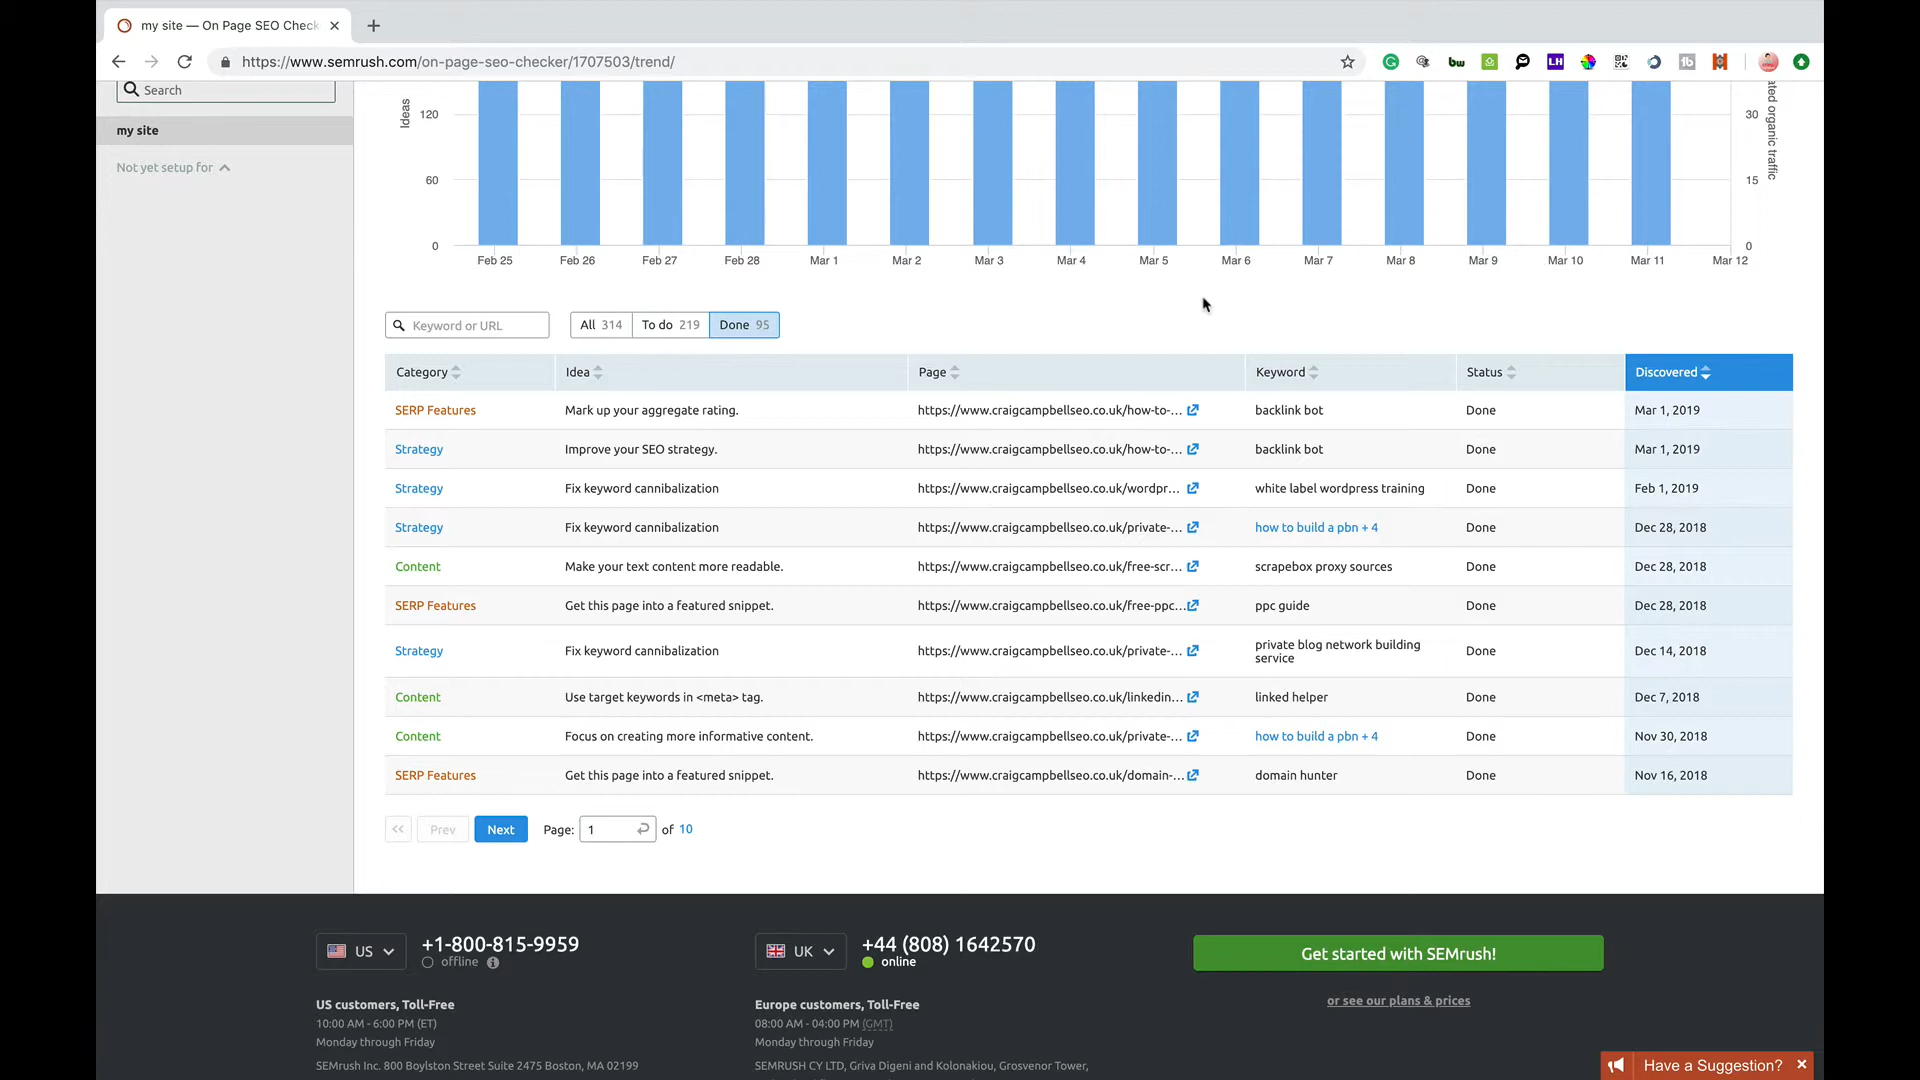 my site — On Page SEO Check
https://www.semrush.com/on-page-seo-checker/1707503/trend/
bw
LH
Search
my site
Not yet setup for
Ideas
120
60
0
30
15
0
organic traffic
Feb 25 Feb 26 Feb 27 Feb 28 Mar 1 Mar 2 Mar 3 Mar 4 Mar 5 Mar 6 Mar 7 Mar 8 Mar 9 Mar 10 Mar 11 Mar 12
Keyword or URL All 314 To do 219 Done 95
Category Idea Page Keyword Status Discovered
SERP Features Mark up your aggregate rating. https://www.craigcampbellseo.co.uk/how-to-... backlink bot Done Mar 1, 2019
Strategy Improve your SEO strategy. https://www.craigcampbellseo.co.uk/how-to-... backlink bot Done Mar 1, 2019
Strategy Fix keyword cannibalization https://www.craigcampbellseo.co.uk/wordpr... white label wordpress training Done Feb 1, 2019
Strategy Fix keyword cannibalization https://www.craigcampbellseo.co.uk/private-... how to build a pbn + 4 Done Dec 28, 2018
Content Make your text content more readable. https://www.craigcampbellseo.co.uk/free-scr... scrapebox proxy sources Done Dec 28, 2018
SERP Features Get this page into a featured snippet. https://www.craigcampbellseo.co.uk/free-ppc... ppc guide Done Dec 28, 2018
Strategy Fix keyword cannibalization https://www.craigcampbellseo.co.uk/private-... private blog network building service Done Dec 14, 2018
Content Use target keywords in <meta> tag. https://www.craigcampbellseo.co.uk/linkedin... linked helper Done Dec 7, 2018
Content Focus on creating more informative content. https://www.craigcampbellseo.co.uk/private-... how to build a pbn + 4 Done Nov 30, 2018
SERP Features Get this page into a featured snippet. https://www.craigcampbellseo.co.uk/domain-... domain hunter Done Nov 16, 2018
Prev Next Page: 1 of 10
US +1-800-815-9959
offline
US customers, Toll-Free
10:00 AM - 6:00 PM (ET)
Monday through Friday
SEMrush Inc. 800 Boylston Street Suite 2475 Boston, MA 02199
UK +44 (808) 1642570
online
Europe customers, Toll-Free
08:00 AM - 04:00 PM (GMT)
Monday through Friday
SEMRUSH CY LTD, Griva Digeni and Kolonakiou, Grosvenor Tower,
Get started with SEMrush!
or see our plans & prices
Have a Suggestion?